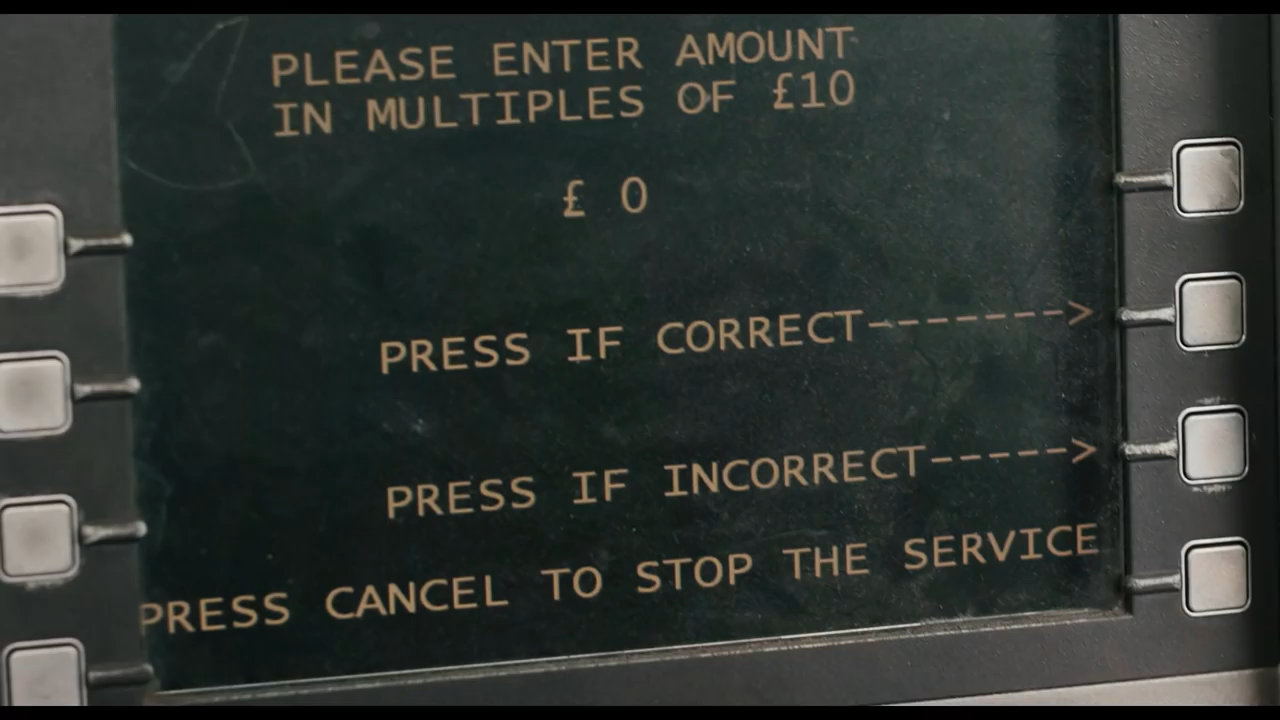 PLEASE ENTER AMOUNT
IN MULTIPLES OF £10
£ 0
PRESS IF CORRECT------->
PRESS IF INCORRECT----->
PRESS CANCEL TO STOP THE SERVICE